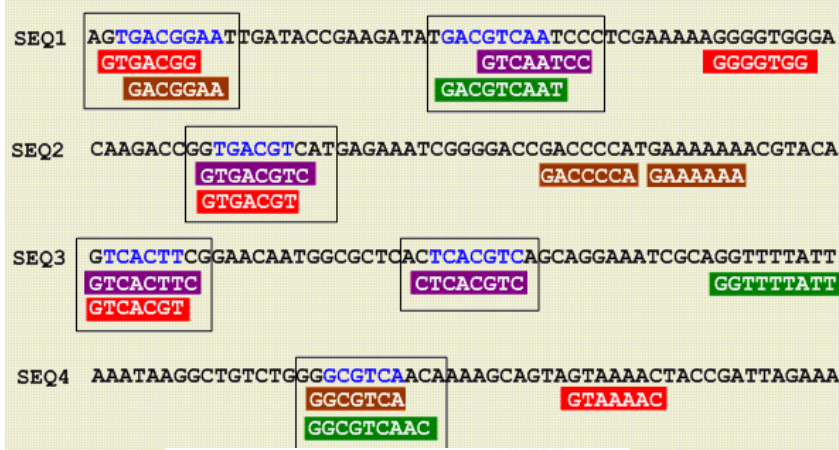 SEQ1 AGTGACGGAATTGATACCGAAGATATGACGTCAATCCCTCGAAAAAGGGGTGGGA
GTGACGG GTCAATCC GGGGTGG
GACGGAA GACGTCAAT
SEQ2 CAAGACCGGTGACGTCATGAGAAATCGGGGACCGACCCCATGAAAAAAACGTACA
GTGACGTC GACCCCA GAAAAAA
GTGACGT
SEQ3 GTCACTTCGGAACAATGGCGCTCACTCACGTCAGCAGGAAATCGCAGGTTTTATT
GTCACTTC CTCACGTC GGTTTTATT
GTCACGT
SEQ4 AAATAAGGCTGTCTGGGGGCGTCAACAAAAGCAGTAGTAAAACTACCGATTAGAAA
GGCGTCA GTAAAAC
GGCGTCAAC